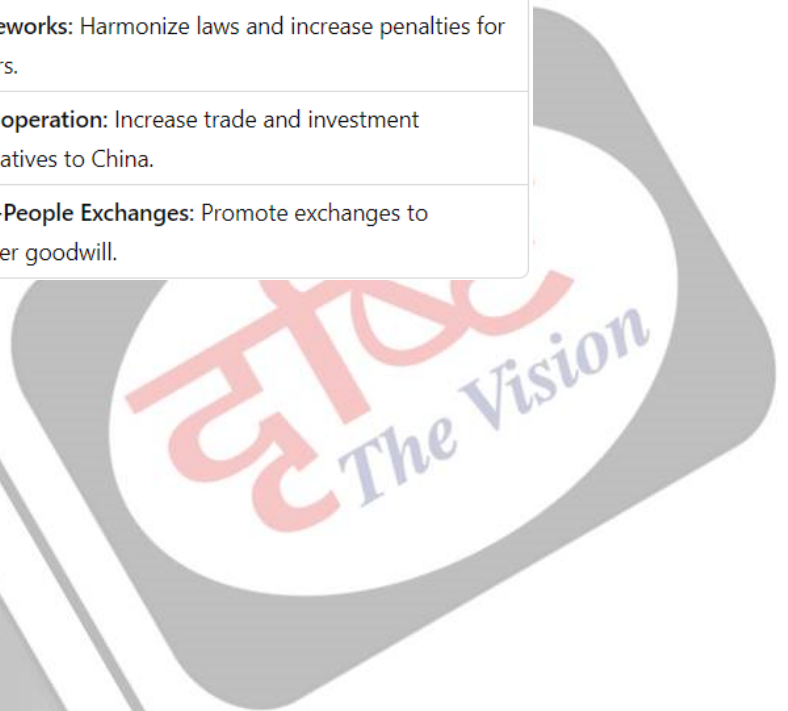 eworks: Harmonize laws and increase penalties for
rs.
operation: Increase trade and investment
atives to China.
-People Exchanges: Promote exchanges to
er goodwill.
The Vision